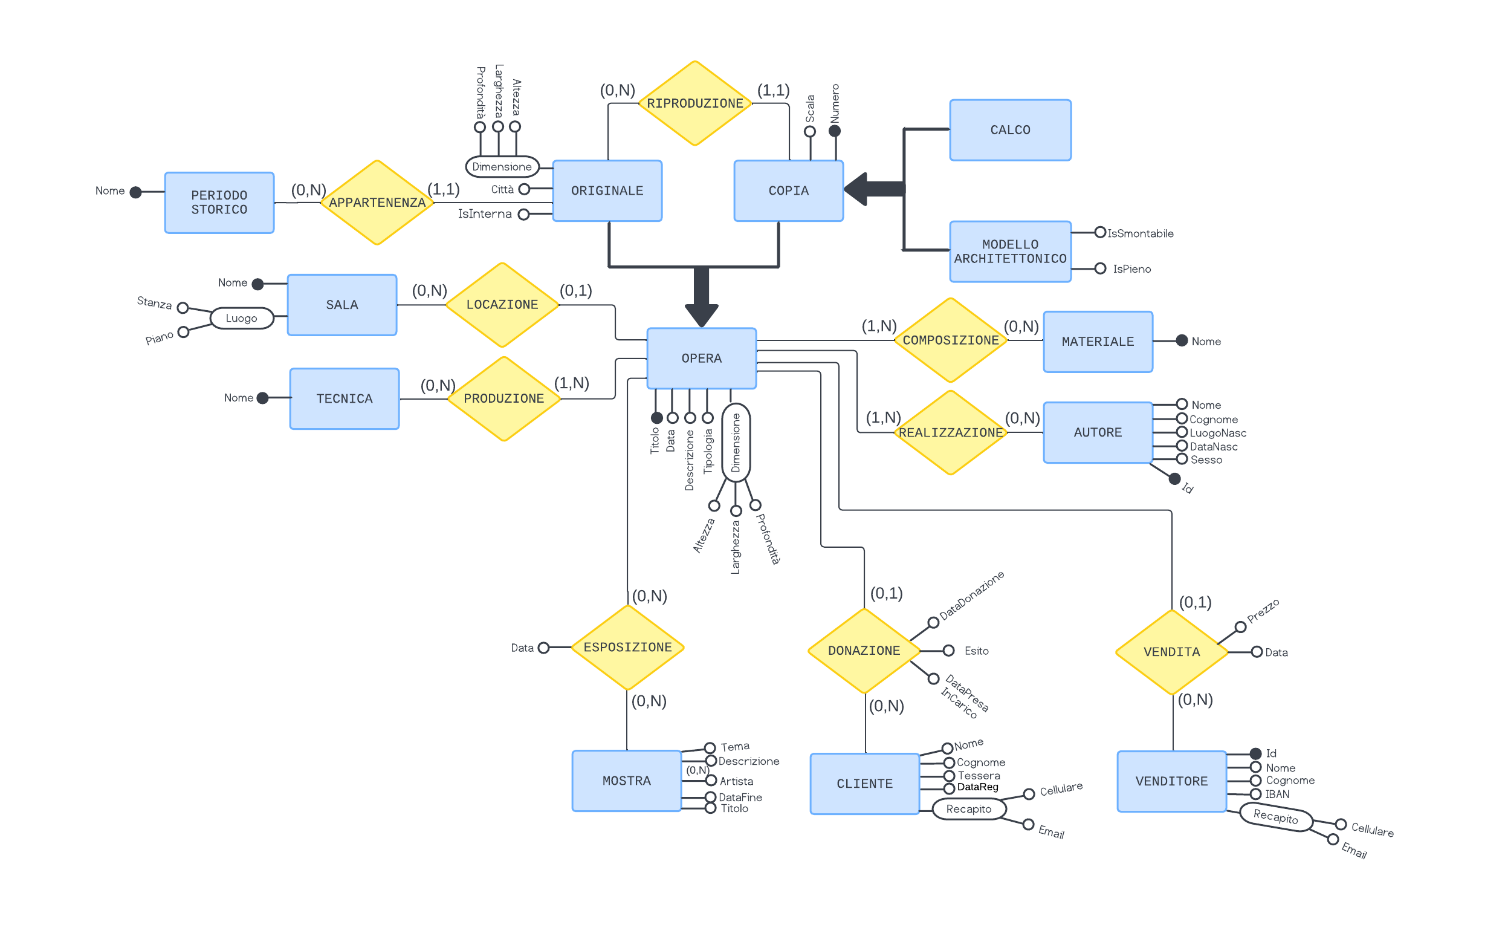 Profondità
Larghezza
Altezza
(0,N)
RIPRODUZIONE
(1,1)
Scala
Numero
CALCO
Dimensione
Nome
PERIODO
STORICO
(0,N)
APPARTENENZA
(1,1)
Città
IsInterna
ORIGINALE
COPIA
MODELLO
ARCHITETTONICO
IsSmontabile
IsPieno
Nome
Stanza
Piano
Luogo
SALA
(0,N)
LOCAZIONE
(0,1)
OPERA
(1,N)
COMPOSIZIONE
(0,N)
MATERIALE
Nome
Nome
TECNICA
(0,N)
PRODUZIONE
(1,N)
Titolo
Data
Descrizione
Tipologia
Dimensione
Altezza
Larghezza
Profondità
(1,N)
REALIZZAZIONE
(0,N)
AUTORE
Nome
Cognome
LuogoNasc
DataNasc
Sesso
Id
(0,N)
Data
ESPOSIZIONE
(0,N)
(0,1)
DONAZIONE
DataDonazione
Esito
DataPresa
InCarico
(0,N)
(0,1)
VENDITA
Prezzo
Data
(0,N)
MOSTRA
Tema
Descrizione
(0,N)
Artista
DataFine
Titolo
CLIENTE
Nome
Cognome
Tessera
DataReg
Recapito
Cellulare
Email
VENDITORE
Id
Nome
Cognome
IBAN
Recapito
Cellulare
Email